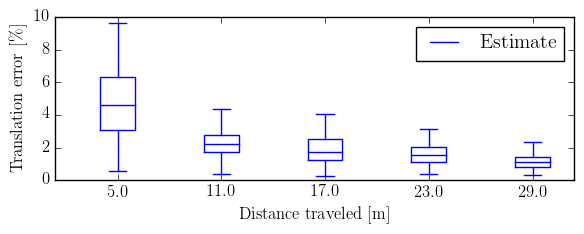 Translation error [%]
10
8
6
4
2
0
Estimate
5.0 11.0 17.0 23.0 29.0
Distance traveled [m]